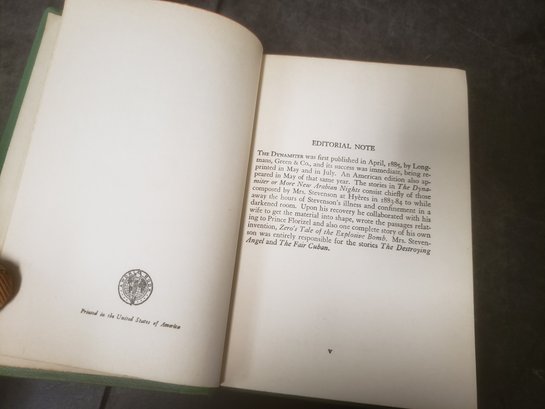 Printed in the United States of America
EDITORIAL NOTE
THE DYNAMITER was first published in April, 1885, by Long-
mans, Green & Co., and its success was immediate, being re-
printed in May and in July. An American edition also ap-
peared in May of that same year. The stories in The Dyna-
miter or More New Arabian Nights consist chiefly of those
composed by Mrs. Stevenson at Hyères in 1883-84 to while
away the hours of Stevenson's illness and confinement in a
darkened room. Upon his recovery he collaborated with his
wife to get the material into shape, wrote the passages relat-
ing to Prince Florizel and also one complete story of his own
invention, Zero's Tale of the Explosive Bomb. Mrs. Steven-
son was entirely responsible for the stories The Destroying
Angel and The Fair Cuban.
v